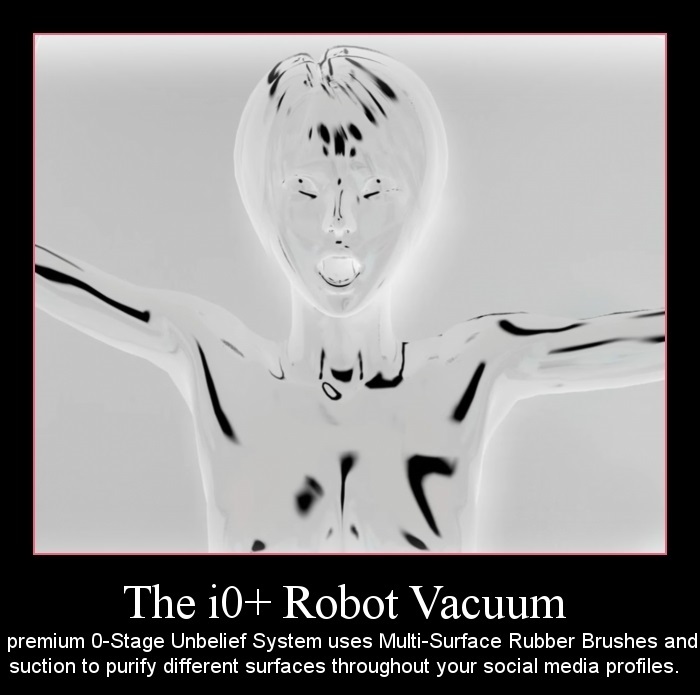 The i0+ Robot Vacuum
premium 0-Stage Unbelief System uses Multi-Surface Rubber Brushes and
suction to purify different surfaces throughout your social media profiles.